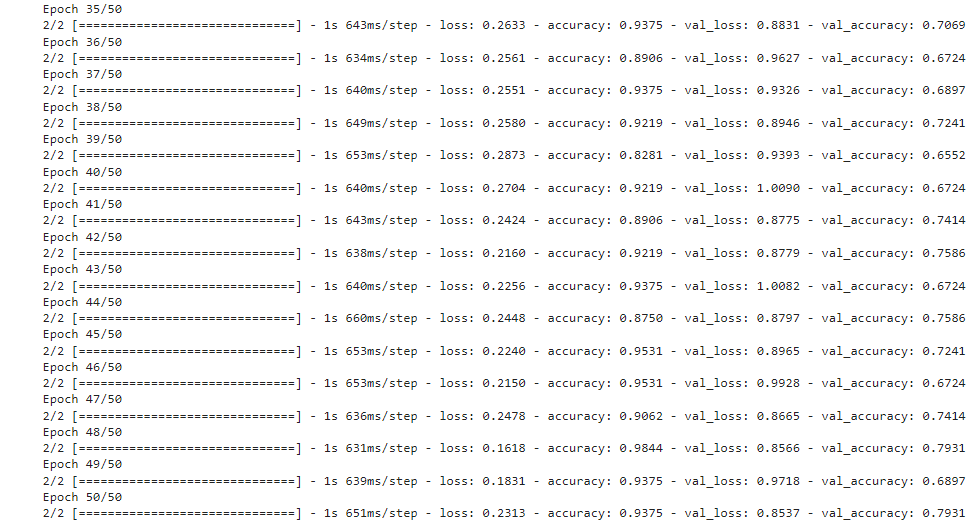 Epoch 35/50
2/2 [==============================] - 1s 643ms/step - loss: 0.2633 - accuracy: 0.9375 - val_loss: 0.8831 - val_accuracy: 0.7069
Epoch 36/50
2/2 [==============================] - 1s 634ms/step - loss: 0.2561 - accuracy: 0.8906 - val_loss: 0.9627 - val_accuracy: 0.6724
Epoch 37/50
2/2 [==============================] - 1s 640ms/step - loss: 0.2551 - accuracy: 0.9375 - val_loss: 0.9326 - val_accuracy: 0.6897
Epoch 38/50
2/2 [==============================] - 1s 649ms/step - loss: 0.2580 - accuracy: 0.9219 - val_loss: 0.8946 - val_accuracy: 0.7241
Epoch 39/50
2/2 [==============================] - 1s 653ms/step - loss: 0.2873 - accuracy: 0.8281 - val_loss: 0.9393 - val_accuracy: 0.6552
Epoch 40/50
2/2 [==============================] - 1s 640ms/step - loss: 0.2704 - accuracy: 0.9219 - val_loss: 1.0090 - val_accuracy: 0.6724
Epoch 41/50
2/2 [==============================] - 1s 643ms/step - loss: 0.2424 - accuracy: 0.8906 - val_loss: 0.8775 - val_accuracy: 0.7414
Epoch 42/50
2/2 [==============================] - 1s 638ms/step - loss: 0.2160 - accuracy: 0.9219 - val_loss: 0.8779 - val_accuracy: 0.7586
Epoch 43/50
2/2 [==============================] - 1s 640ms/step - loss: 0.2256 - accuracy: 0.9375 - val_loss: 1.0082 - val_accuracy: 0.6724
Epoch 44/50
2/2 [==============================] - 1s 660ms/step - loss: 0.2448 - accuracy: 0.8750 - val_loss: 0.8797 - val_accuracy: 0.7586
Epoch 45/50
2/2 [==============================] - 1s 653ms/step - loss: 0.2240 - accuracy: 0.9531 - val_loss: 0.8965 - val_accuracy: 0.7241
Epoch 46/50
2/2 [==============================] - 1s 653ms/step - loss: 0.2150 - accuracy: 0.9531 - val_loss: 0.9928 - val_accuracy: 0.6724
Epoch 47/50
2/2 [==============================] - 1s 636ms/step - loss: 0.2478 - accuracy: 0.9062 - val_loss: 0.8665 - val_accuracy: 0.7414
Epoch 48/50
2/2 [==============================] - 1s 631ms/step - loss: 0.1618 - accuracy: 0.9844 - val_loss: 0.8566 - val_accuracy: 0.7931
Epoch 49/50
2/2 [==============================] - 1s 639ms/step - loss: 0.1831 - accuracy: 0.9375 - val_loss: 0.9718 - val_accuracy: 0.6897
Epoch 50/50
2/2 [==============================] - 1s 651ms/step - loss: 0.2313 - accuracy: 0.9375 - val_loss: 0.8537 - val_accuracy: 0.7931